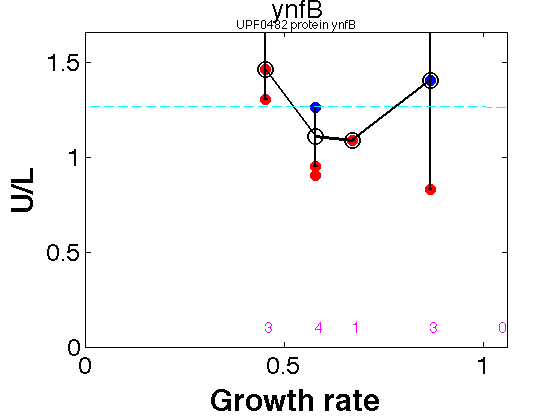 ynfB
UPF0482 protein ynfB
1.5
1
0.5
0
U/L
3 4 1 3 0
0 0.5 1
Growth rate